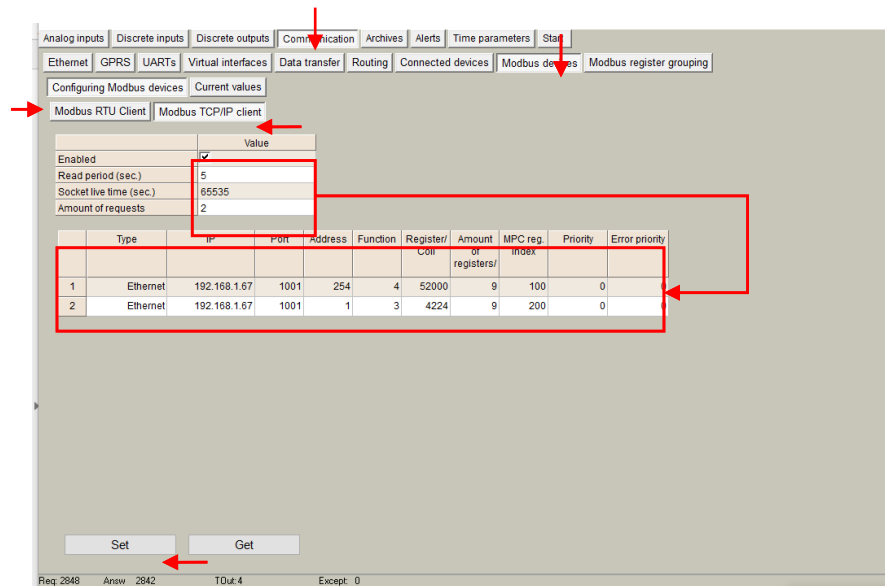 Analog inputs Discrete inputs Discrete outputs Communication Archives Alerts Time parameters Start
Ethernet GPRS UARTs Virtual interfaces Data transfer Routing Connected devices Modbus devices Modbus register grouping
Configuring Modbus devices Current values
Modbus RTU Client Modbus TCP/IP client
Value
Enabled
Read period (sec.) 5
Socket live time (sec.) 65535
Amount of requests 2
Type IP Port Address Function Register/ Amount MPC reg. Priority Error priority
Coil of index
registers/
1 Ethernet 192.168.1.67 1001 254 4 52000 9 100 0 0
2 Ethernet 192.168.1.67 1001 1 3 4224 9 200 0 0
Set Get
Req: 2848 Answ 2842 TOut: 4 Except: 0